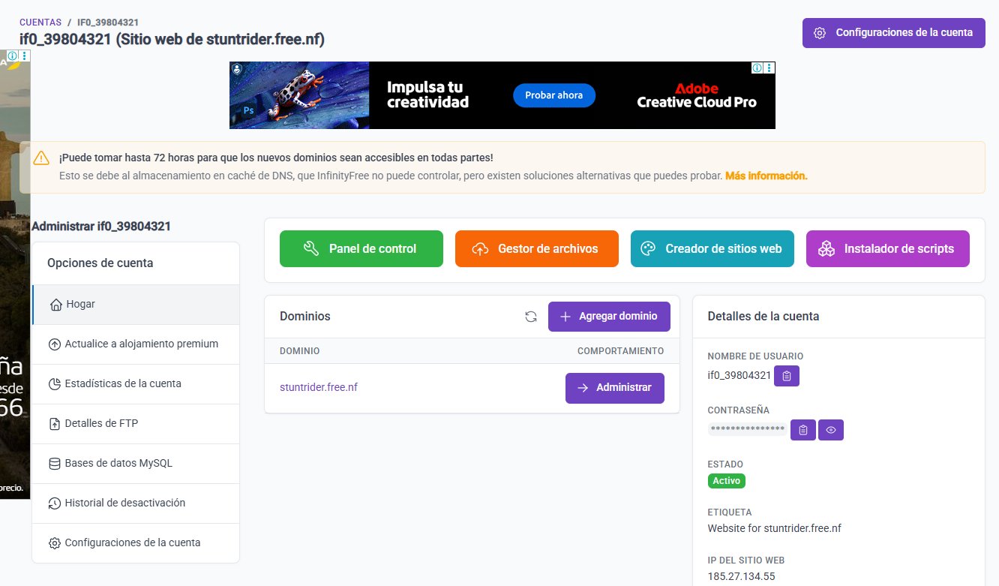 CUENTAS / IF0_39804321
if0_39804321 (Sitio web de stuntrider.free.nf)
Configuraciones de la cuenta
Ps
Impulsa tu
creatividad
Probar ahora
Adobe
Creative Cloud Pro
¡Puede tomar hasta 72 horas para que los nuevos dominios sean accesibles en todas partes!
Esto se debe al almacenamiento en caché de DNS, que InfinityFree no puede controlar, pero existen soluciones alternativas que puedes probar. Más información.
Administrar if0_39804321
Opciones de cuenta
Hogar
Actualice a alojamiento premium
Estadísticas de la cuenta
Detalles de FTP
Bases de datos MySQL
Historial de desactivación
Configuraciones de la cuenta
Panel de control
Gestor de archivos
Creador de sitios web
Instalador de scripts
Dominios
Agregar dominio
DOMINIO COMPORTAMIENTO
stuntrider.free.nf
Administrar
Detalles de la cuenta
NOMBRE DE USUARIO
if0_39804321
CONTRASEÑA
***************
ESTADO
Activo
ETIQUETA
Website for stuntrider.free.nf
IP DEL SITIO WEB
185.27.134.55
precio.